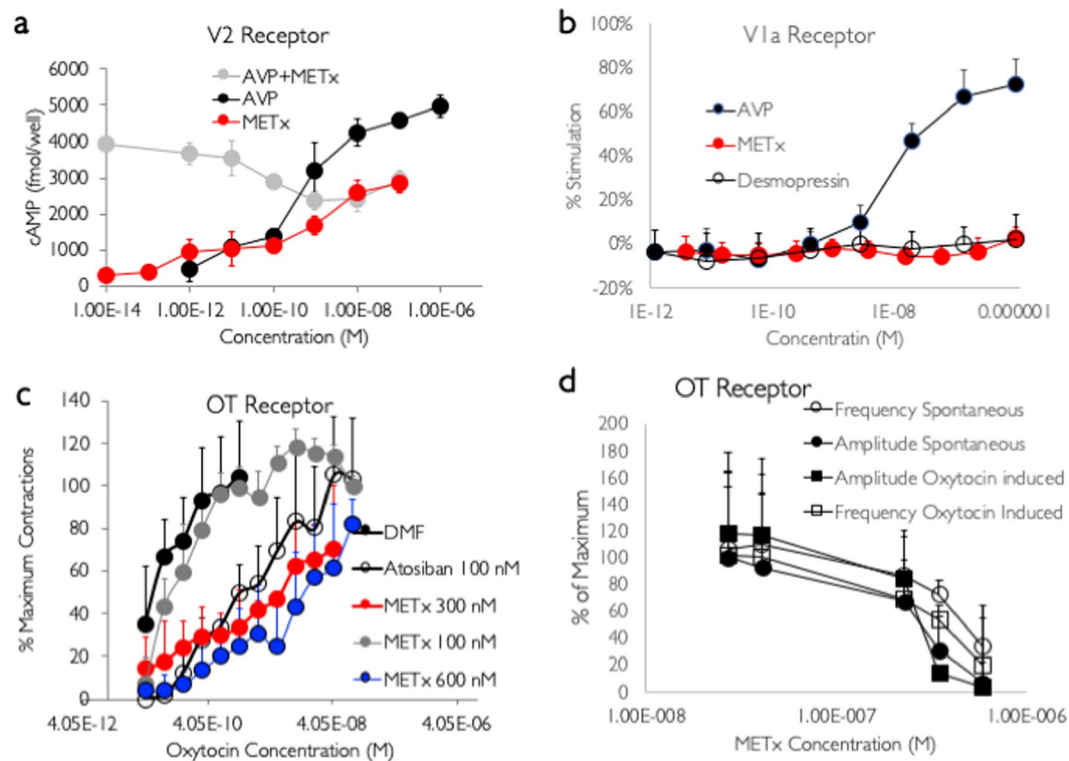 a
V2 Receptor
6000
5000
4000
3000
2000
1000
0
cAMP (fmol/well)
AVP+METx
AVP
METx
1.00E-14 1.00E-12 1.00E-10 1.00E-08 1.00E-06
Concentration (M)
b
V1a Receptor
100%
80%
60%
40%
20%
0%
-20%
% Stimulation
AVP
METx
Desmopressin
1E-12 1E-10 1E-08 0.000001
Concentratin (M)
c
OT Receptor
140
120
100
80
60
40
20
0
% Maximum Contractions
DMF
Atosiban 100 nM
METx 300 nM
METx 100 nM
METx 600 nM
4.05E-12 4.05E-10 4.05E-08 4.05E-06
Oxytocin Concentration (M)
d
OT Receptor
200
180
160
140
120
100
80
60
40
20
0
% of Maximum
Frequency Spontaneous
Amplitude Spontaneous
Amplitude Oxytocin induced
Frequency Oxytocin Induced
1.00E-008 1.00E-007 1.00E-006
METx Concentration (M)